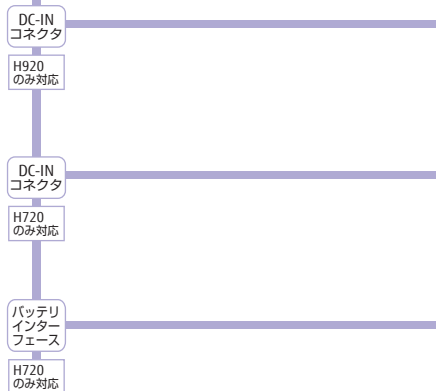 DC-IN
コネクタ
H920
のみ対応
DC-IN
コネクタ
H720
のみ対応
バッテリ
インター
フェース
H720
のみ対応